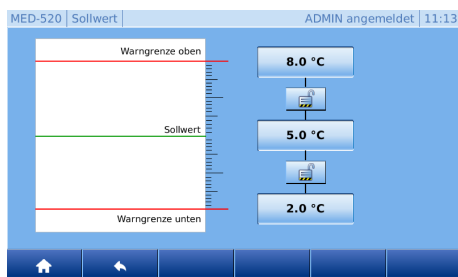 MED-520 Sollwert ADMIN angemeldet 11:13
Warngrenze oben
8.0 °C
Sollwert
5.0 °C
2.0 °C
Warngrenze unten